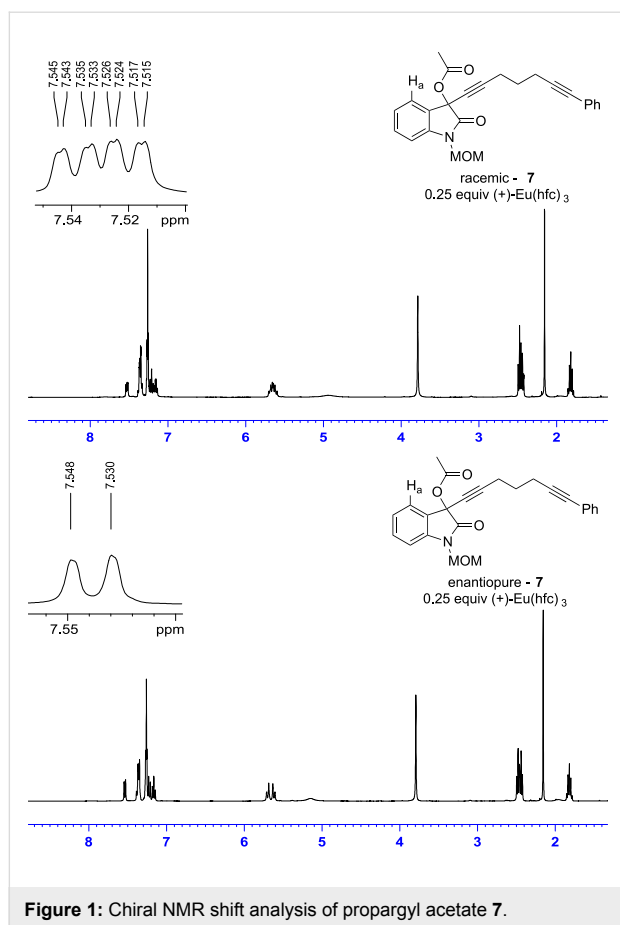 7.545 7.543 7.535 7.533 7.526 7.524 7.517 7.515
7.54 7.52 ppm
O
O
Ha
O
N
MOM
Ph
racemic - 7
0.25 equiv (+)-Eu(hfc)3
8 7 6 5 4 3 2
7.548 7.530
7.55 ppm
O
Ha
O
O
N
MOM
Ph
enantiopure - 7
0.25 equiv (+)-Eu(hfc)3
8 7 6 5 4 3 2
Figure 1: Chiral NMR shift analysis of propargyl acetate 7.